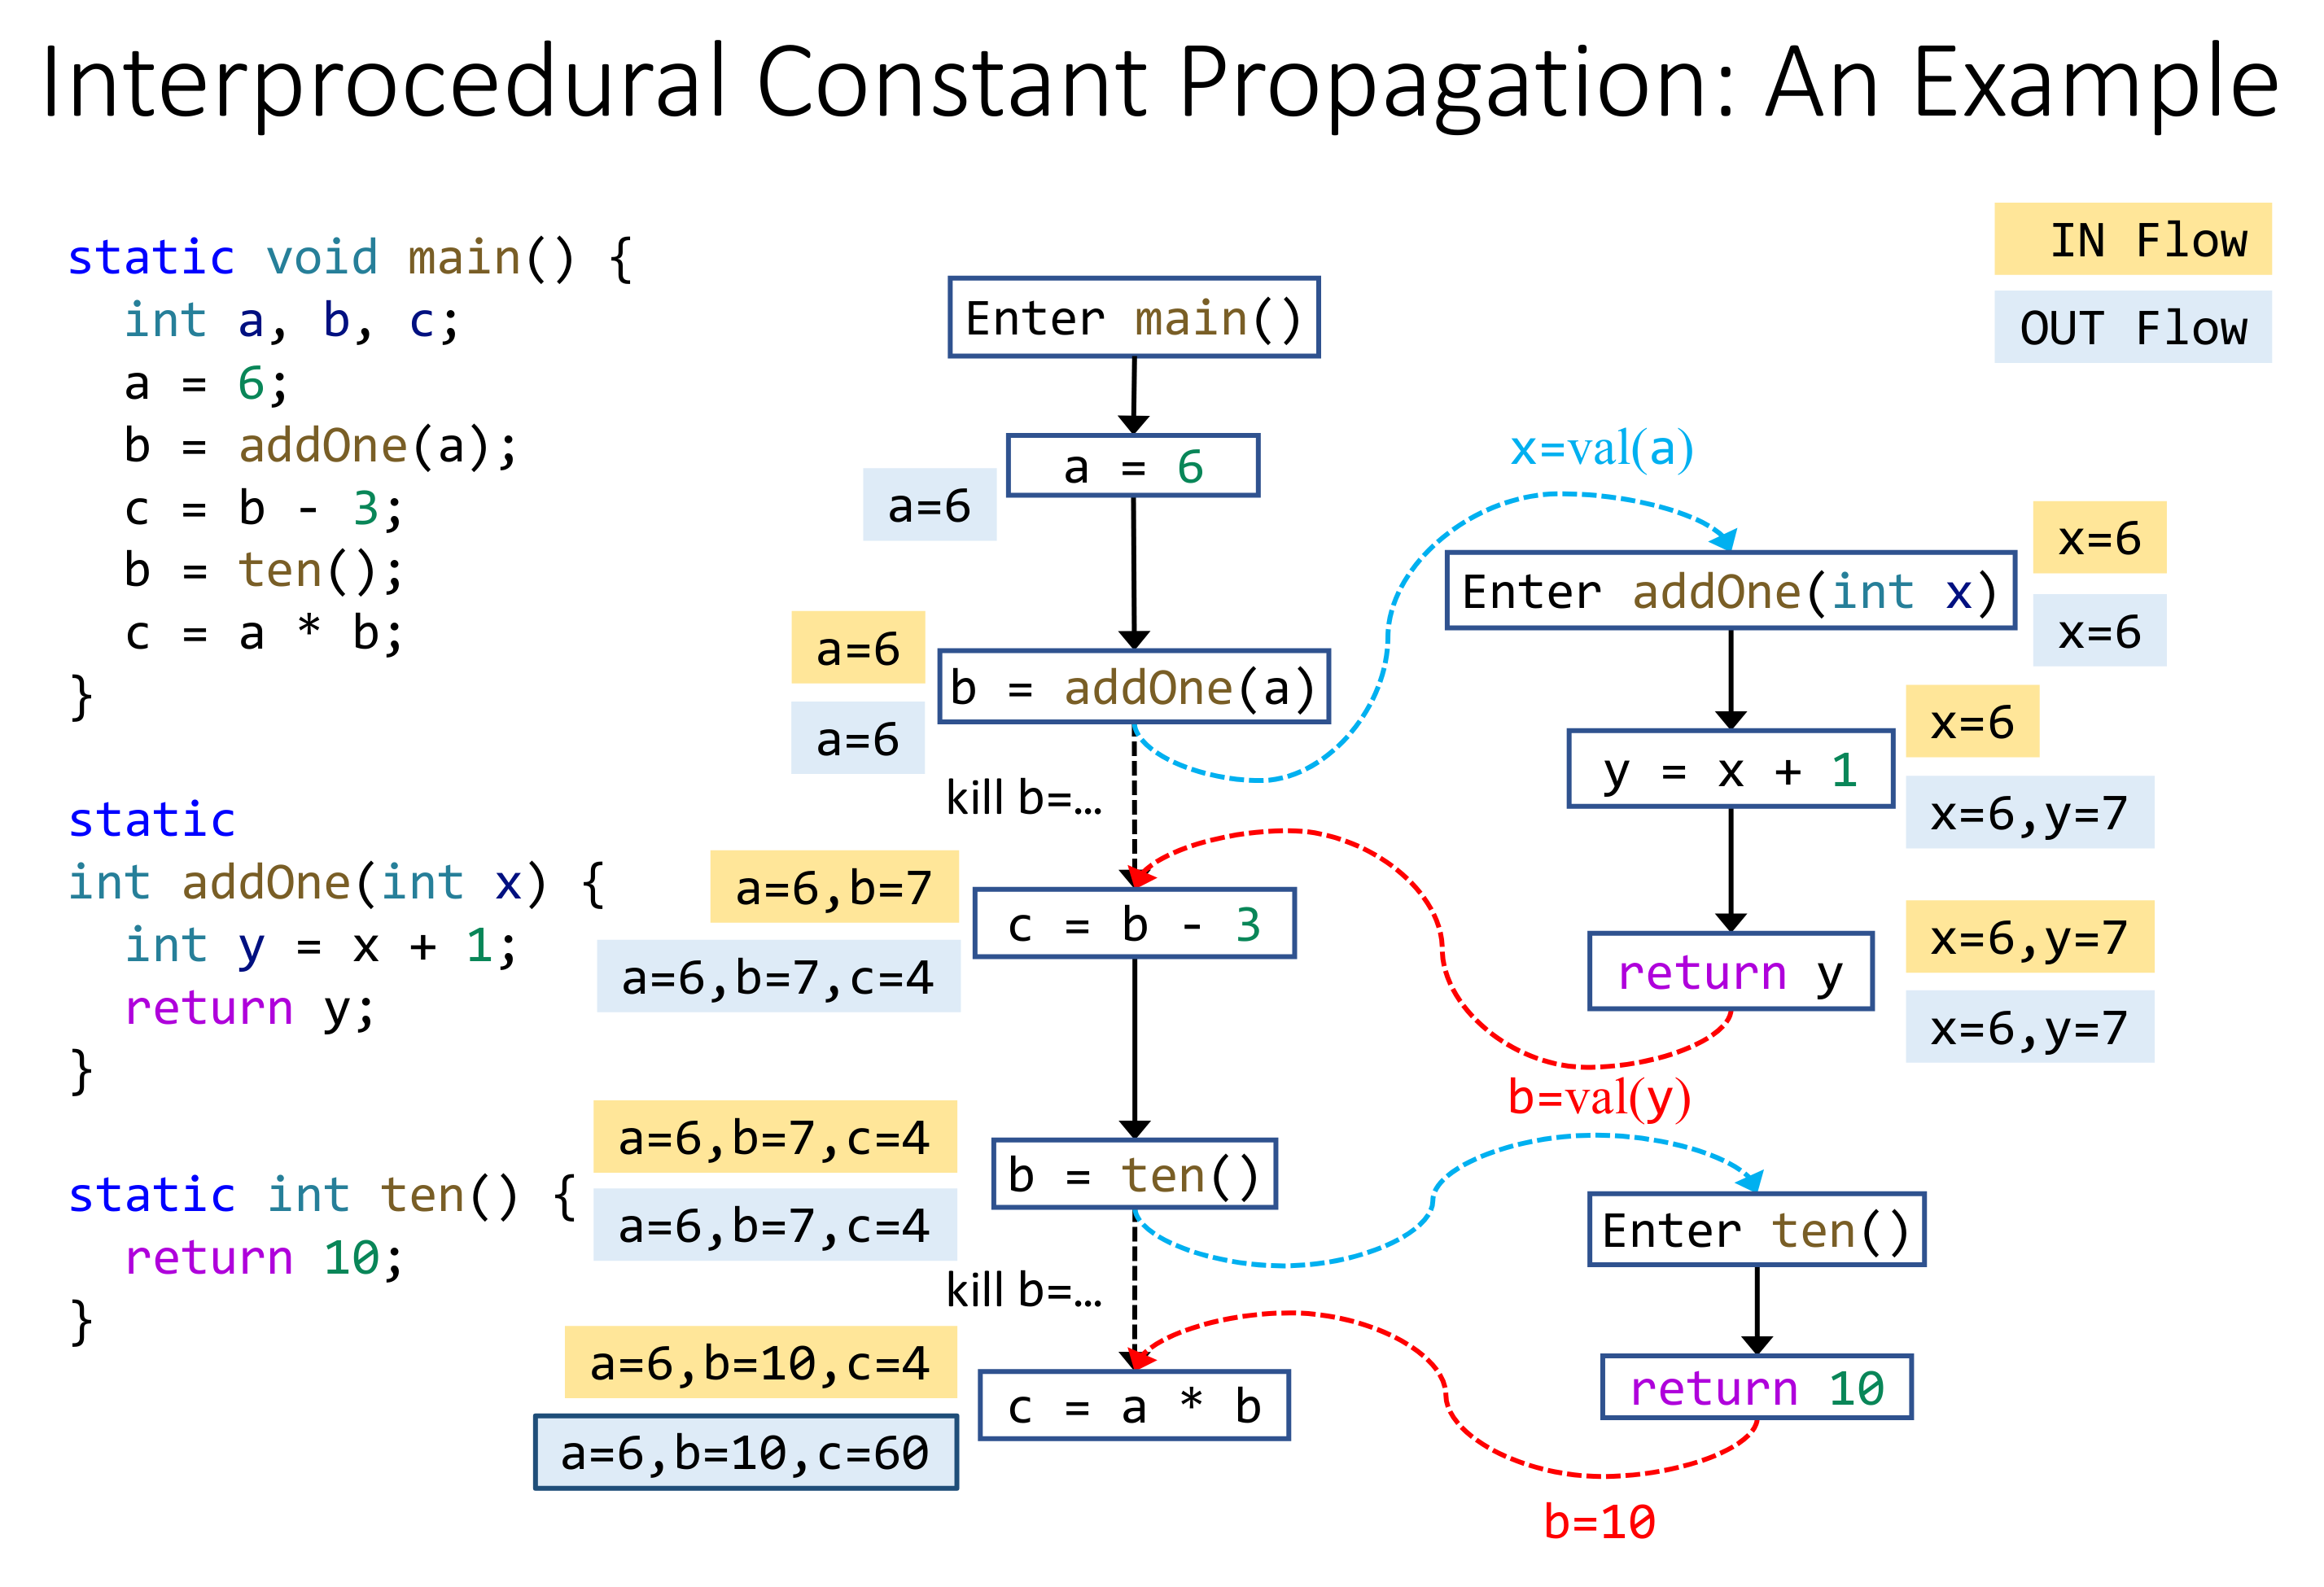 Interprocedural Constant Propagation: An Example
static void main() {
  int a, b, c;
  a = 6;
  b = addOne(a);
  c = b - 3;
  b = ten();
  c = a * b;
}
static
int addOne(int x) {
  int y = x + 1;
  return y;
}
static int ten() {
  return 10;
}
IN Flow
OUT Flow
Enter main()
a = 6
a=6
a=6
b = addOne(a)
a=6
kill b=…
a=6,b=7
c = b - 3
a=6,b=7,c=4
a=6,b=7,c=4
b = ten()
a=6,b=7,c=4
kill b=…
a=6,b=10,c=4
c = a * b
a=6,b=10,c=60
x=val(a)
x=6
Enter addOne(int x)
x=6
x=6
y = x + 1
x=6,y=7
x=6,y=7
return y
x=6,y=7
b=val(y)
Enter ten()
return 10
b=10